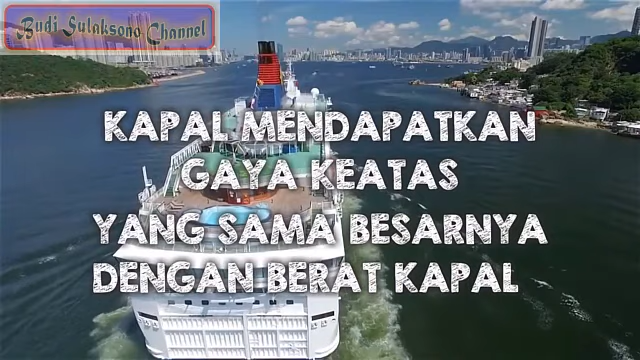 Budi Sulaksono Channel
KAPAL MENDAPATKAN
GAYA KEATAS
YANG SAMA BESARNYA
DENGAN BERAT KAPAL